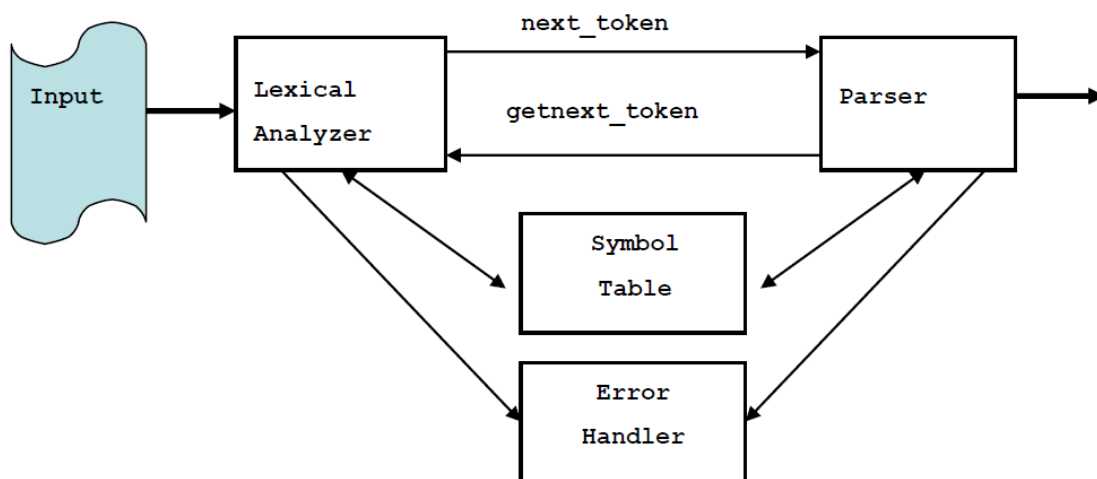 next_token
Input
Lexical
Analyzer
Parser
getnext_token
Symbol
Table
Error
Handler